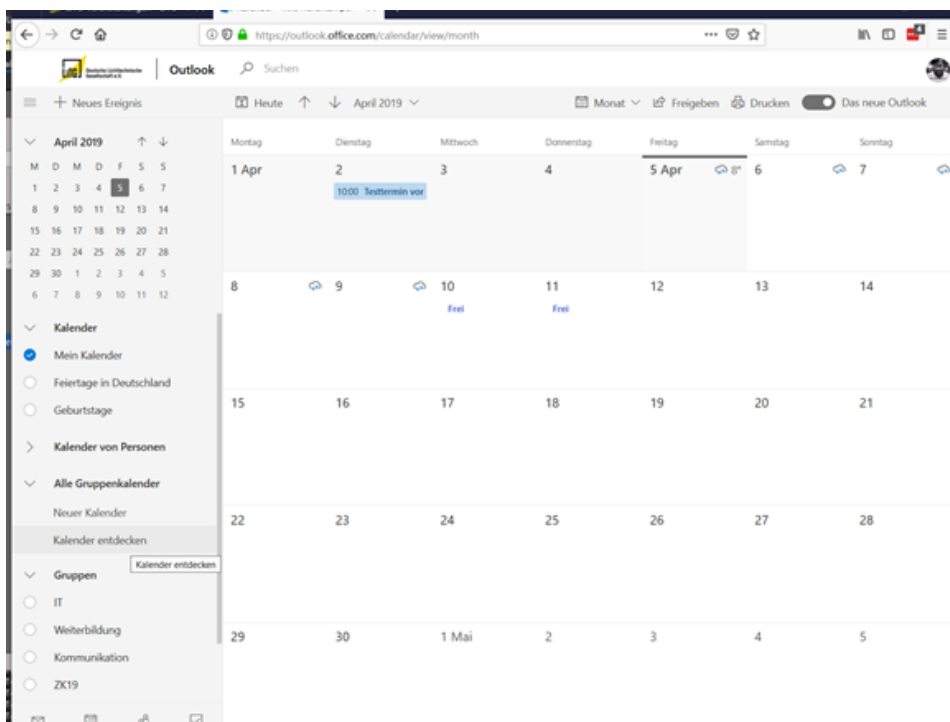 https://outlook.office.com/calendar/view/month
4
Deutsche Lichttechnische
Gesellschaft e.V.
Outlook
Suchen
Neues Ereignis
Heute
April 2019
Monat
Freigeben
Drucken
Das neue Outlook
April 2019
M D M D F S S
1 2 3 4 5 6 7
8 9 10 11 12 13 14
15 16 17 18 19 20 21
22 23 24 25 26 27 28
29 30 1 2 3 4 5
6 7 8 9 10 11 12
Kalender
Mein Kalender
Feiertage in Deutschland
Geburtstage
Kalender von Personen
Alle Gruppenkalender
Neuer Kalender
Kalender entdecken
Kalender entdecken
Gruppen
IT
Weiterbildung
Kommunikation
ZK19
Montag Dienstag Mittwoch Donnerstag Freitag Samstag Sonntag
1 Apr 2 3 4 5 Apr 8° 6 7
10:00 Testtermin vor
8 9 10 11 12 13 14
Frei Frei
15 16 17 18 19 20 21
22 23 24 25 26 27 28
29 30 1 Mai 2 3 4 5